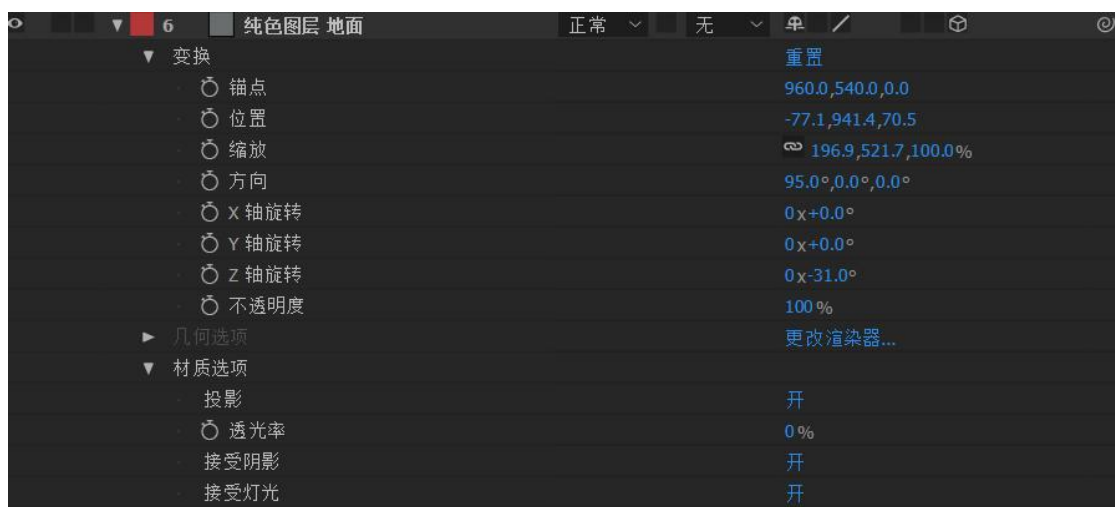 6 纯色图层 地面 正常 无
变换 重置
锚点 960.0,540.0,0.0
位置 -77.1,941.4,70.5
缩放 196.9,521.7,100.0%
方向 95.0°,0.0°,0.0°
X 轴旋转 0x+0.0°
Y 轴旋转 0x+0.0°
Z 轴旋转 0x-31.0°
不透明度 100%
几何选项 更改渲染器...
材质选项
投影 开
透光率 0%
接受阴影 开
接受灯光 开